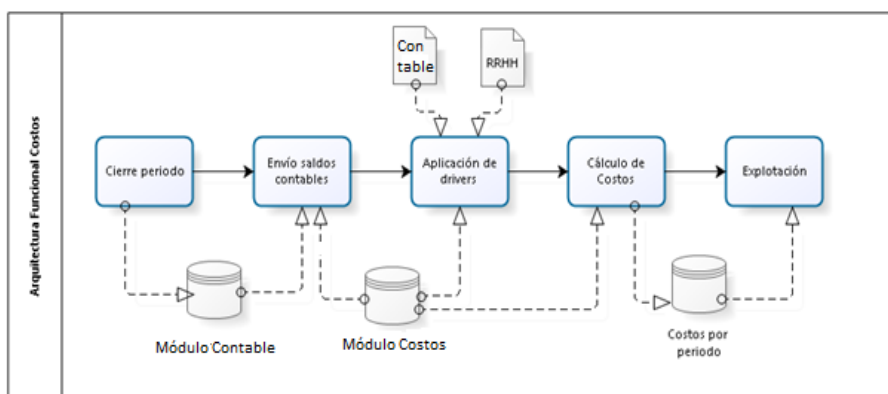 Arquitectura Funcional Costos
Con
table
RRHH
Cierre periodo
Envío saldos
contables
Aplicación de
drivers
Cálculo de
Costos
Explotación
Módulo Contable
Módulo Costos
Costos por
periodo